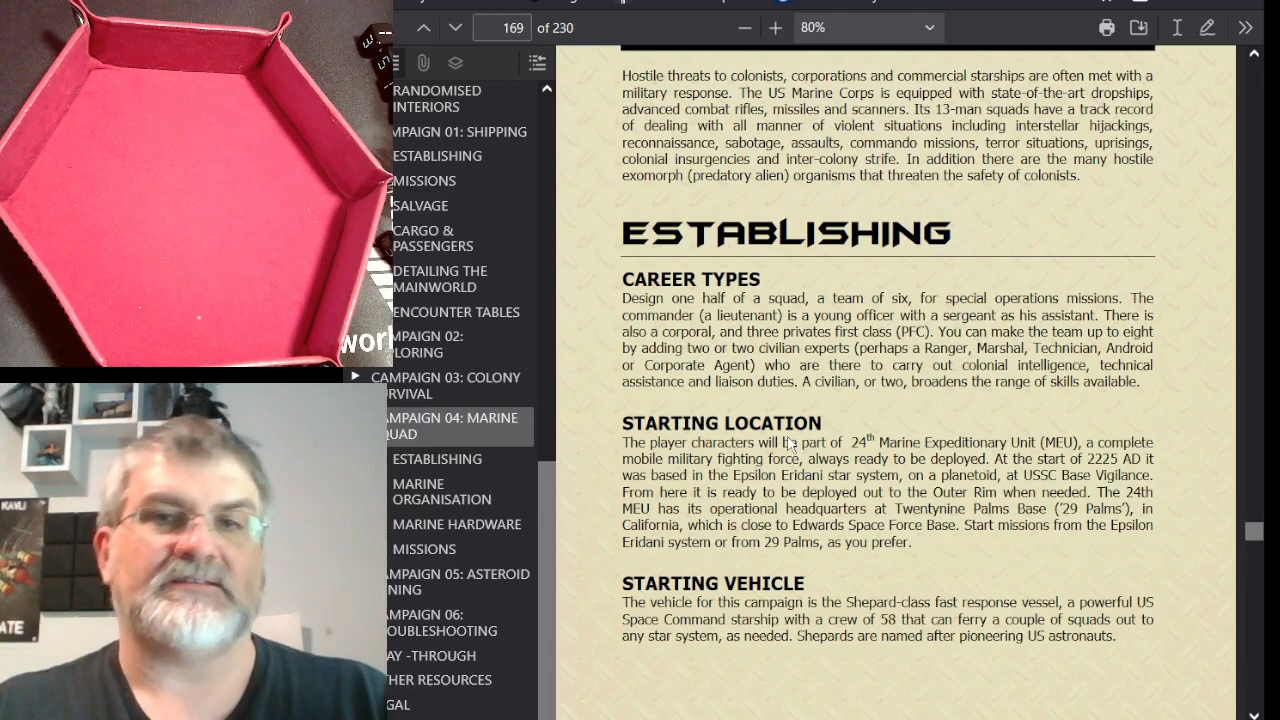 169 of 230
80%
RANDOMISED
INTERIORS
MPAIGN 01: SHIPPING
ESTABLISHING
MISSIONS
SALVAGE
CARGO &
PASSENGERS
DETAILING THE
MAINWORLD
ENCOUNTER TABLES
MPAIGN 02:
PLORING
CAMPAIGN 03: COLONY
RVIVAL
AMPAIGN 04: MARINE
QUAD
ESTABLISHING
MARINE
ORGANISATION
MARINE HARDWARE
MISSIONS
AMPAIGN 05: ASTEROID
NING
AMPAIGN 06:
OUBLESHOOTING
AY -THROUGH
HER RESOURCES
GAL
Hostile threats to colonists, corporations and commercial starships are often met with a
military response. The US Marine Corps is equipped with state-of-the-art dropships,
advanced combat rifles, missiles and scanners. Its 13-man squads have a track record
of dealing with all manner of violent situations including interstellar hijackings,
reconnaissance, sabotage, assaults, commando missions, terror situations, uprisings,
colonial insurgencies and inter-colony strife. In addition there are the many hostile
exomorph (predatory alien) organisms that threaten the safety of colonists.
ESTABLISHING
CAREER TYPES
Design one half of a squad, a team of six, for special operations missions. The
commander (a lieutenant) is a young officer with a sergeant as his assistant. There is
also a corporal, and three privates first class (PFC). You can make the team up to eight
by adding two or two civilian experts (perhaps a Ranger, Marshal, Technician, Android
or Corporate Agent) who are there to carry out colonial intelligence, technical
assistance and liaison duties. A civilian, or two, broadens the range of skills available.
STARTING LOCATION
The player characters will be part of 24th Marine Expeditionary Unit (MEU), a complete
mobile military fighting force, always ready to be deployed. At the start of 2225 AD it
was based in the Epsilon Eridani star system, on a planetoid, at USSC Base Vigilance.
From here it is ready to be deployed out to the Outer Rim when needed. The 24th
MEU has its operational headquarters at Twentynine Palms Base ('29 Palms'), in
California, which is close to Edwards Space Force Base. Start missions from the Epsilon
Eridani system or from 29 Palms, as you prefer.
STARTING VEHICLE
The vehicle for this campaign is the Shepard-class fast response vessel, a powerful US
Space Command starship with a crew of 58 that can ferry a couple of squads out to
any star system, as needed. Shepards are named after pioneering US astronauts.
wor
KAVLI
ATE